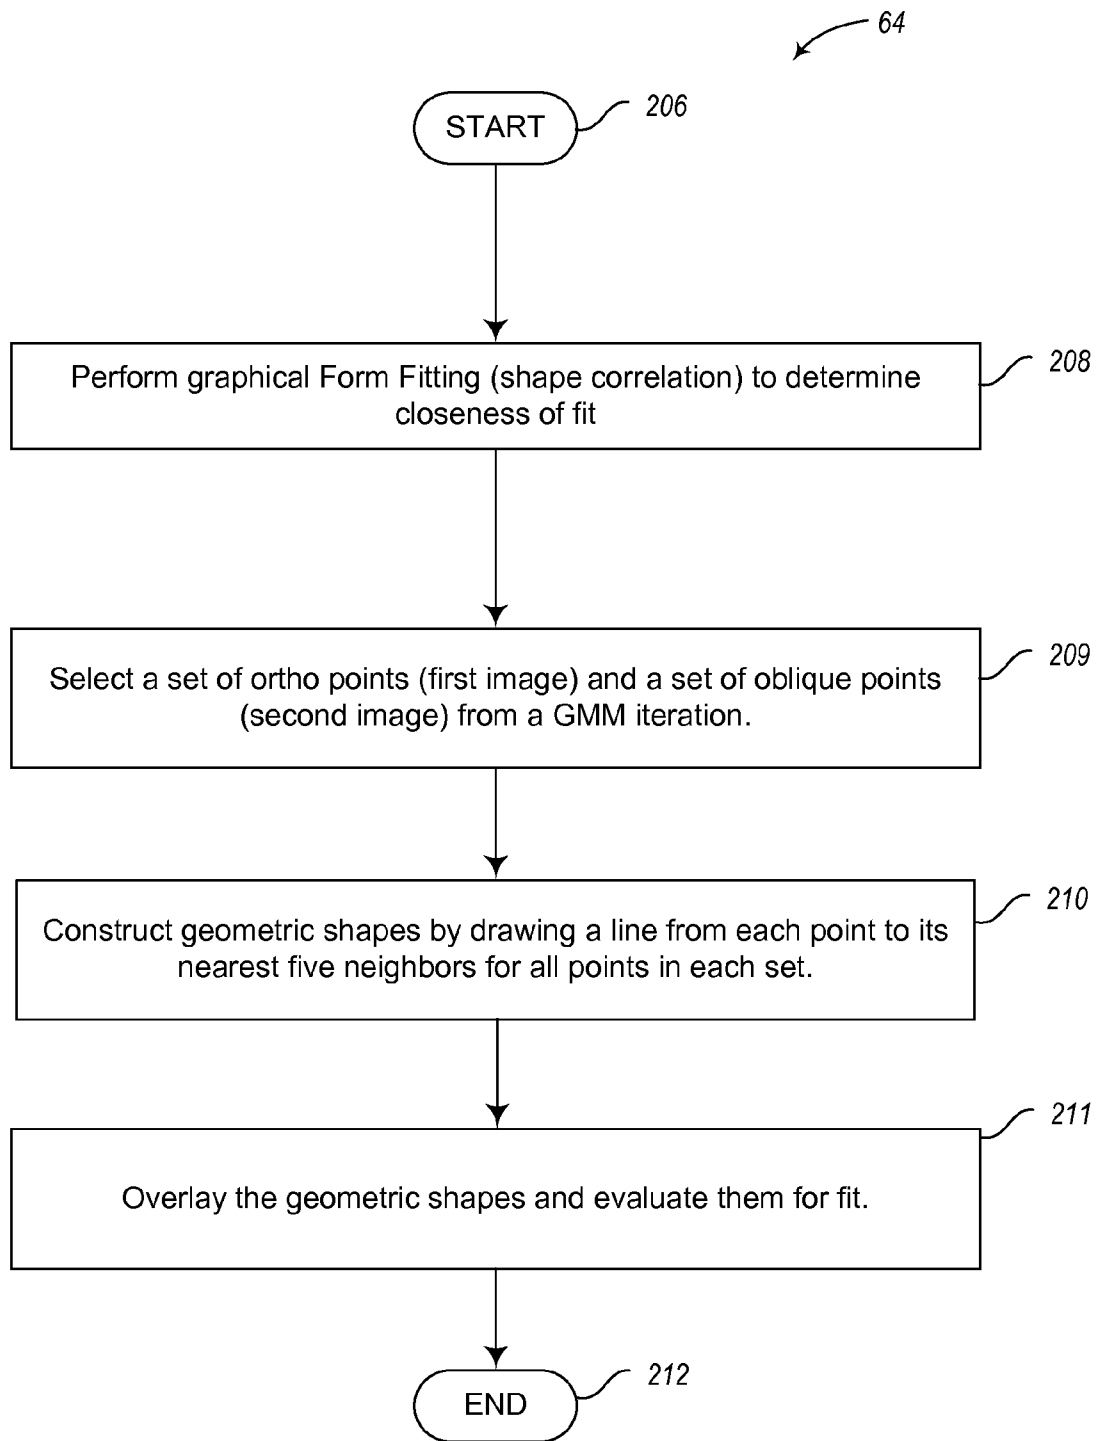 64
START
206
Perform graphical Form Fitting (shape correlation) to determine
closeness of fit
208
Select a set of ortho points (first image) and a set of oblique points
(second image) from a GMM iteration.
209
Construct geometric shapes by drawing a line from each point to its
nearest five neighbors for all points in each set.
210
Overlay the geometric shapes and evaluate them for fit.
211
END
212